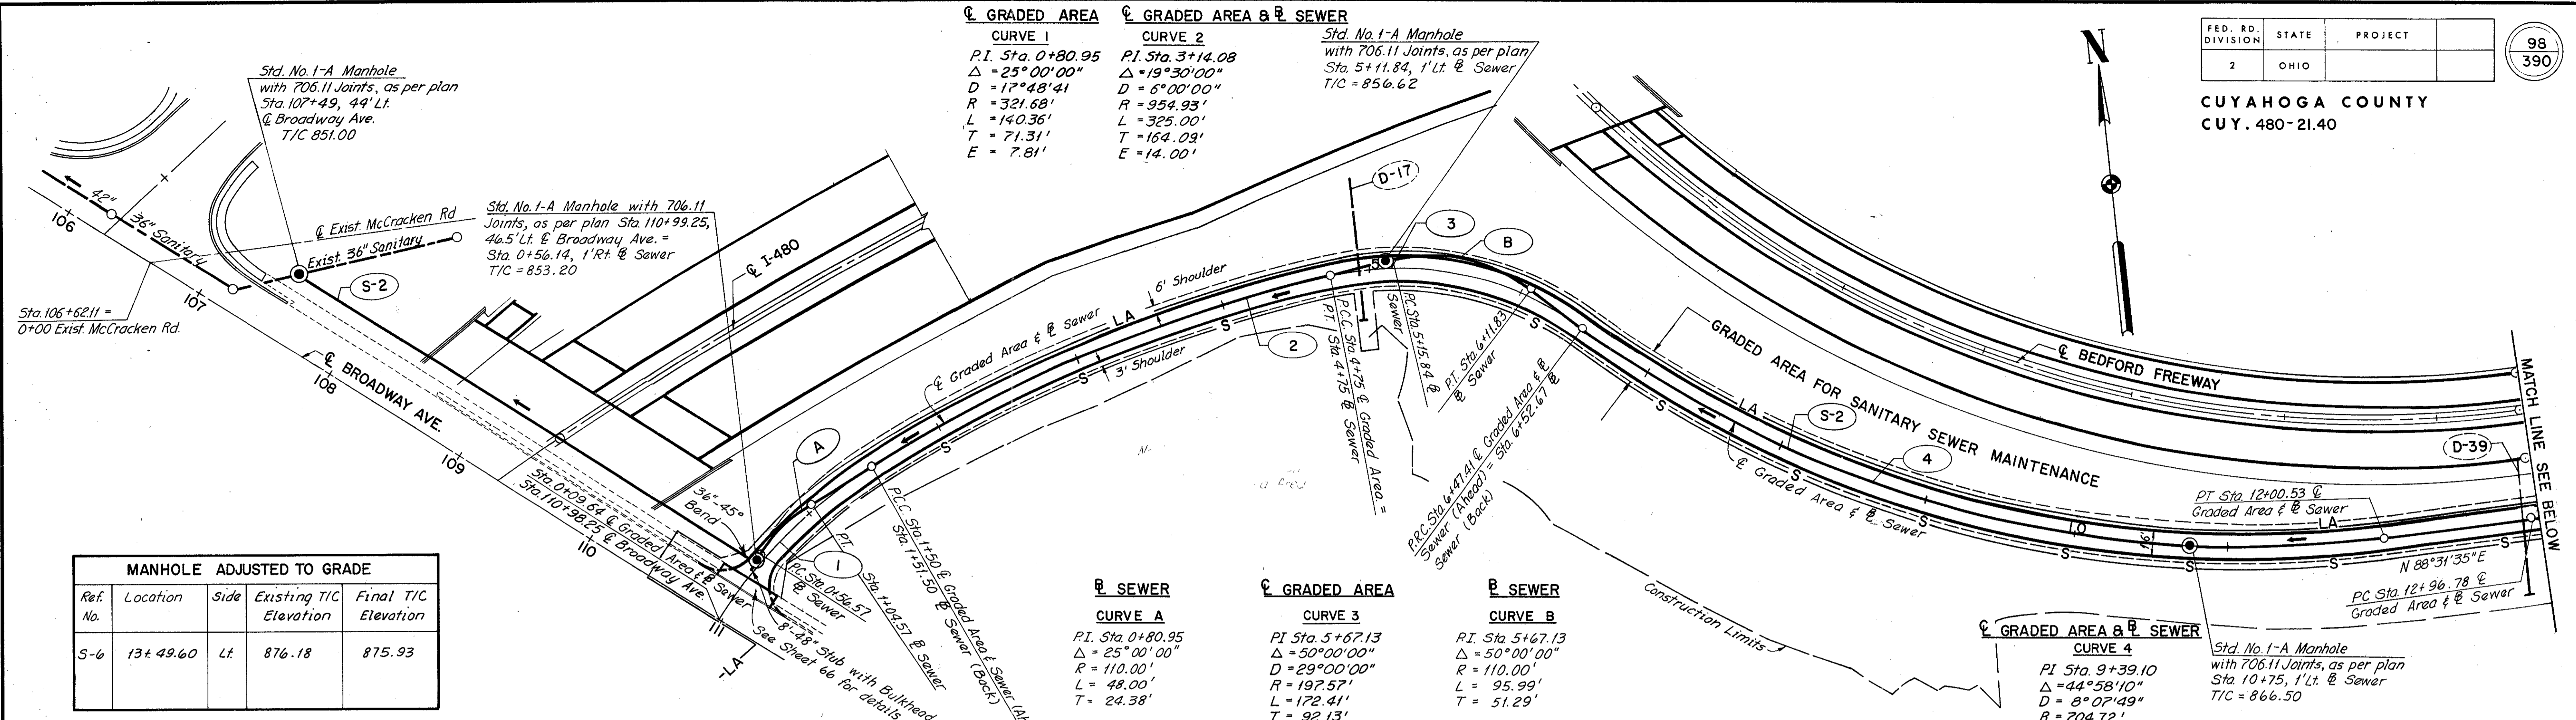 ℄ GRADED AREA
CURVE 1
P.I. Sta. 0+80.95
Δ = 25°00'00"
D = 17°48'41
R = 321.68'
L = 140.36'
T = 71.31'
E = 7.81'
℄ GRADED AREA & ⅊ SEWER
CURVE 2
P.I. Sta. 3+14.08
Δ = 19°30'00"
D = 6°00'00"
R = 954.93'
L = 325.00'
T = 164.09'
E = 14.00'
Std. No. 1-A Manhole
with 706.11 Joints, as per plan
Sta. 5+11.84, 1' Lt. ⅊ Sewer
T/C = 856.62
FED. RD. DIVISION
STATE
PROJECT
2
OHIO
98
390
CUYAHOGA COUNTY
CUY. 480-21.40
N
Std. No. 1-A Manhole
with 706.11 Joints, as per plan
Sta. 107+49, 44' Lt.
℄ Broadway Ave.
T/C 851.00
Std. No. 1-A Manhole with 706.11
Joints, as per plan Sta. 110+99.25,
46.5' Lt. ℄ Broadway Ave. =
Sta. 0+56.14, 1' Rt. ⅊ Sewer
T/C = 853.20
42"
36" Sanitary
℄ Exist. McCracken Rd
Exist. 36" Sanitary
S-2
Sta. 106+62.11 =
0+00 Exist. McCracken Rd.
106
107
108
109
110
111
℄ BROADWAY AVE.
℄ I-480
36"-45°
Bend
Sta. 0+09.64 ℄ Graded Area & ⅊ Sewer
Sta. 110+98.25 ℄ Broadway Ave.
LA
A
1
P.C. Sta. 0+56.57
⅊ Sewer
P.T. Sta. 1+04.57 ⅊ Sewer
8'-48" Stub with Bulkhead
See Sheet 66 for details
P.C.C. Sta. 1+50 ℄ Graded Area & Sewer
Sta. 1+51.50 ⅊ Sewer (Back)
℄ Graded Area & ⅊ Sewer
LA
6' Shoulder
3' Shoulder
S
S
S
2
D-17
3
B
5
P.C. Sta. 5+15.84 ⅊
Sewer
P.C.C. Sta. 4+75 ℄ Graded Area =
P.T. Sta. 4+75 ⅊ Sewer
P.T. Sta. 6+11.83
⅊ Sewer
P.R.C. Sta. 6+47.41 ℄ Graded Area & ⅊
Sewer (Ahead) = Sta. 6+52.67 ⅊
Sewer (Back)
GRADED AREA FOR SANITARY SEWER MAINTENANCE
℄ BEDFORD FREEWAY
LA
S-2
4
℄ Graded Area & ⅊ Sewer
S
S
S
S
S
S
S
S
10
16'
LA
PT Sta. 12+00.53 ℄
Graded Area & ⅊ Sewer
N 88°31'35" E
PC Sta. 12+96.78 ℄
Graded Area & ⅊ Sewer
D-39
MATCH LINE SEE BELOW
Construction Limits
MANHOLE ADJUSTED TO GRADE
Ref. No.
Location
Side
Existing T/C Elevation
Final T/C Elevation
S-6
13+49.60
Lt.
876.18
875.93
⅊ SEWER
CURVE A
P.I. Sta. 0+80.95
Δ = 25°00'00"
R = 110.00'
L = 48.00'
T = 24.38'
℄ GRADED AREA
CURVE 3
PI Sta. 5+67.13
Δ = 50°00'00"
D = 29°00'00"
R = 197.57'
L = 172.41'
T = 92.13'
⅊ SEWER
CURVE B
P.I. Sta. 5+67.13
Δ = 50°00'00"
R = 110.00'
L = 95.99'
T = 51.29'
℄ GRADED AREA & ⅊ SEWER
CURVE 4
PI Sta. 9+39.10
Δ = 44°58'10"
D = 8°07'49"
R = 704.72'
Std. No. 1-A Manhole
with 706.11 Joints, as per plan
Sta. 10+75, 1' Lt. ⅊ Sewer
T/C = 866.50